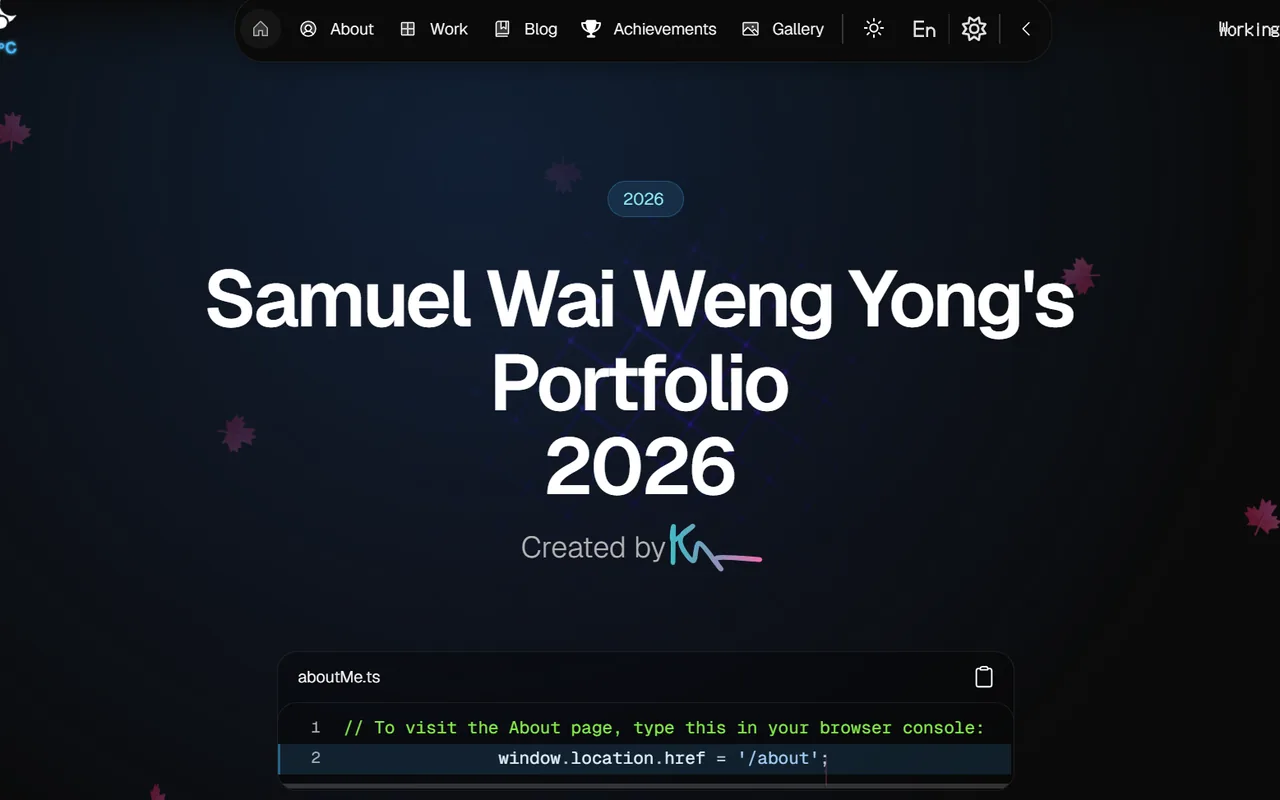 About Work Blog Achievements Gallery En
Working
PC
2026
Samuel Wai Weng Yong's
Portfolio
2026
Created by
aboutMe.ts
1 // To visit the About page, type this in your browser console:
2 window.location.href = '/about';